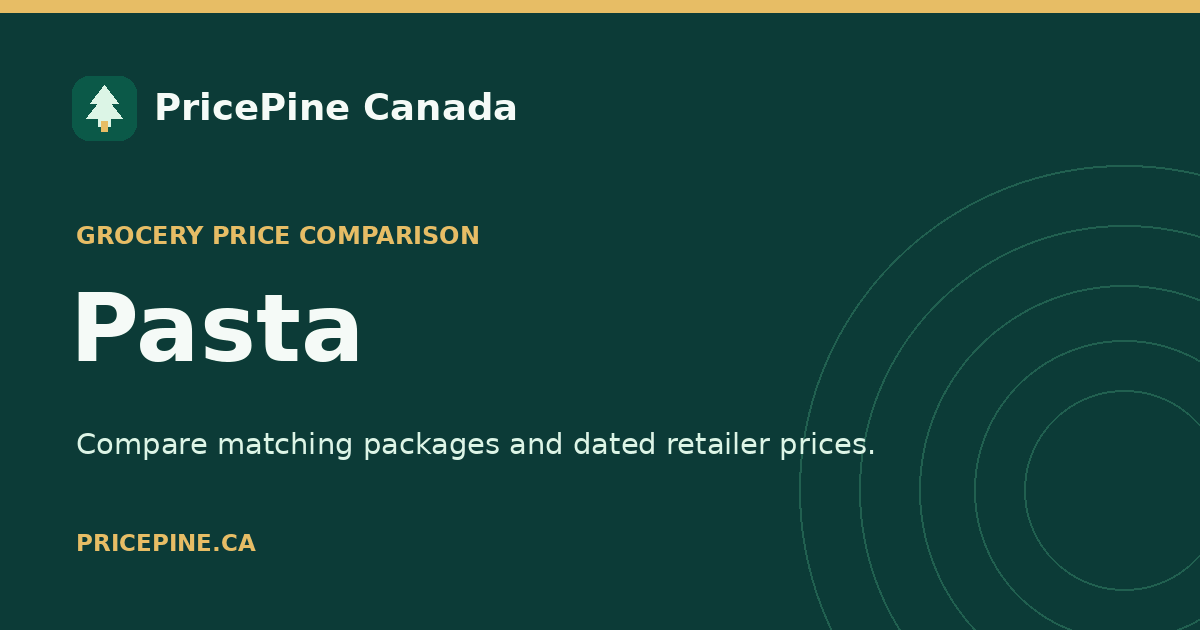 PricePine Canada
GROCERY PRICE COMPARISON
Pasta
Compare matching packages and dated retailer prices.
PRICEPINE.CA